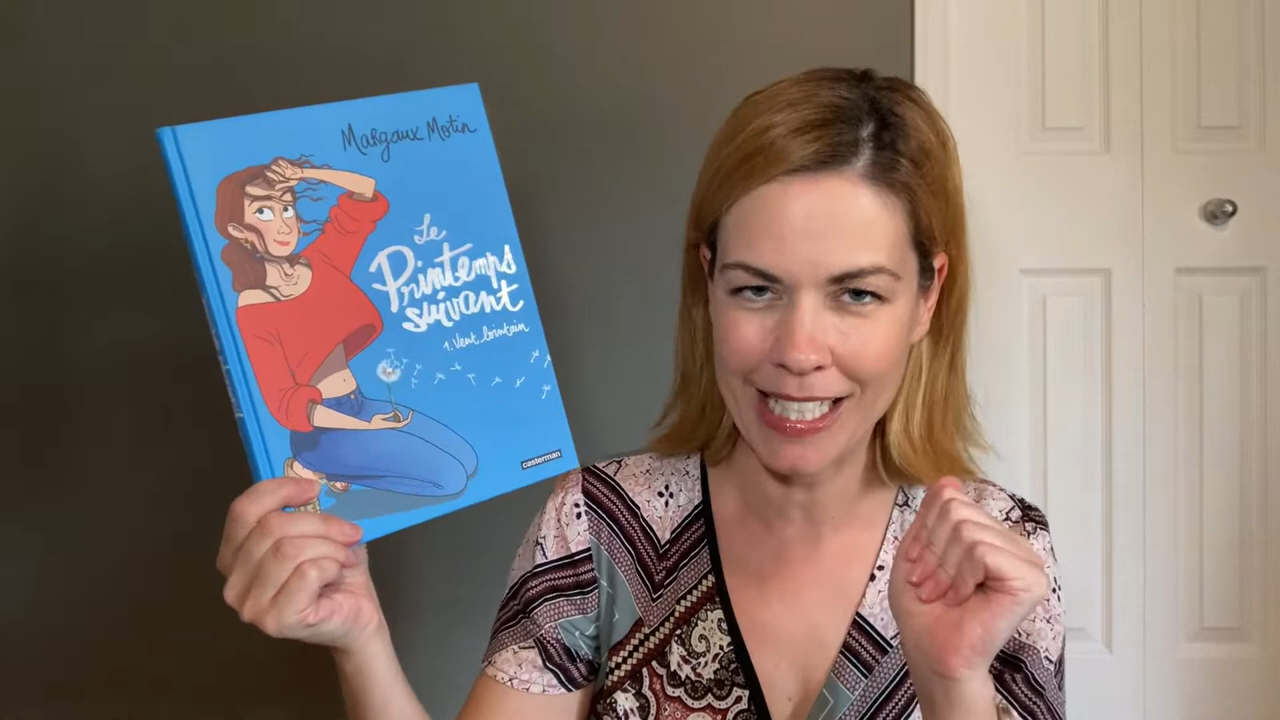 Margaux Motin
Le
Printemps
suivant
1. Vent lointain
casterman